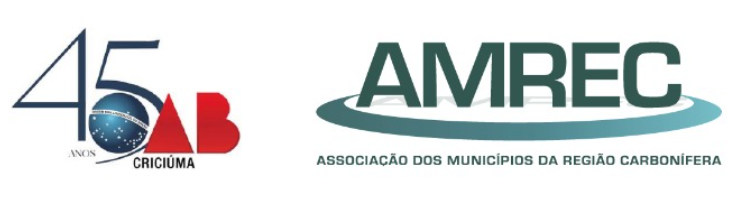 45
ANOS
OAB
CRICIÚMA
AMREC
ASSOCIAÇÃO DOS MUNICÍPIOS DA REGIÃO CARBONÍFERA